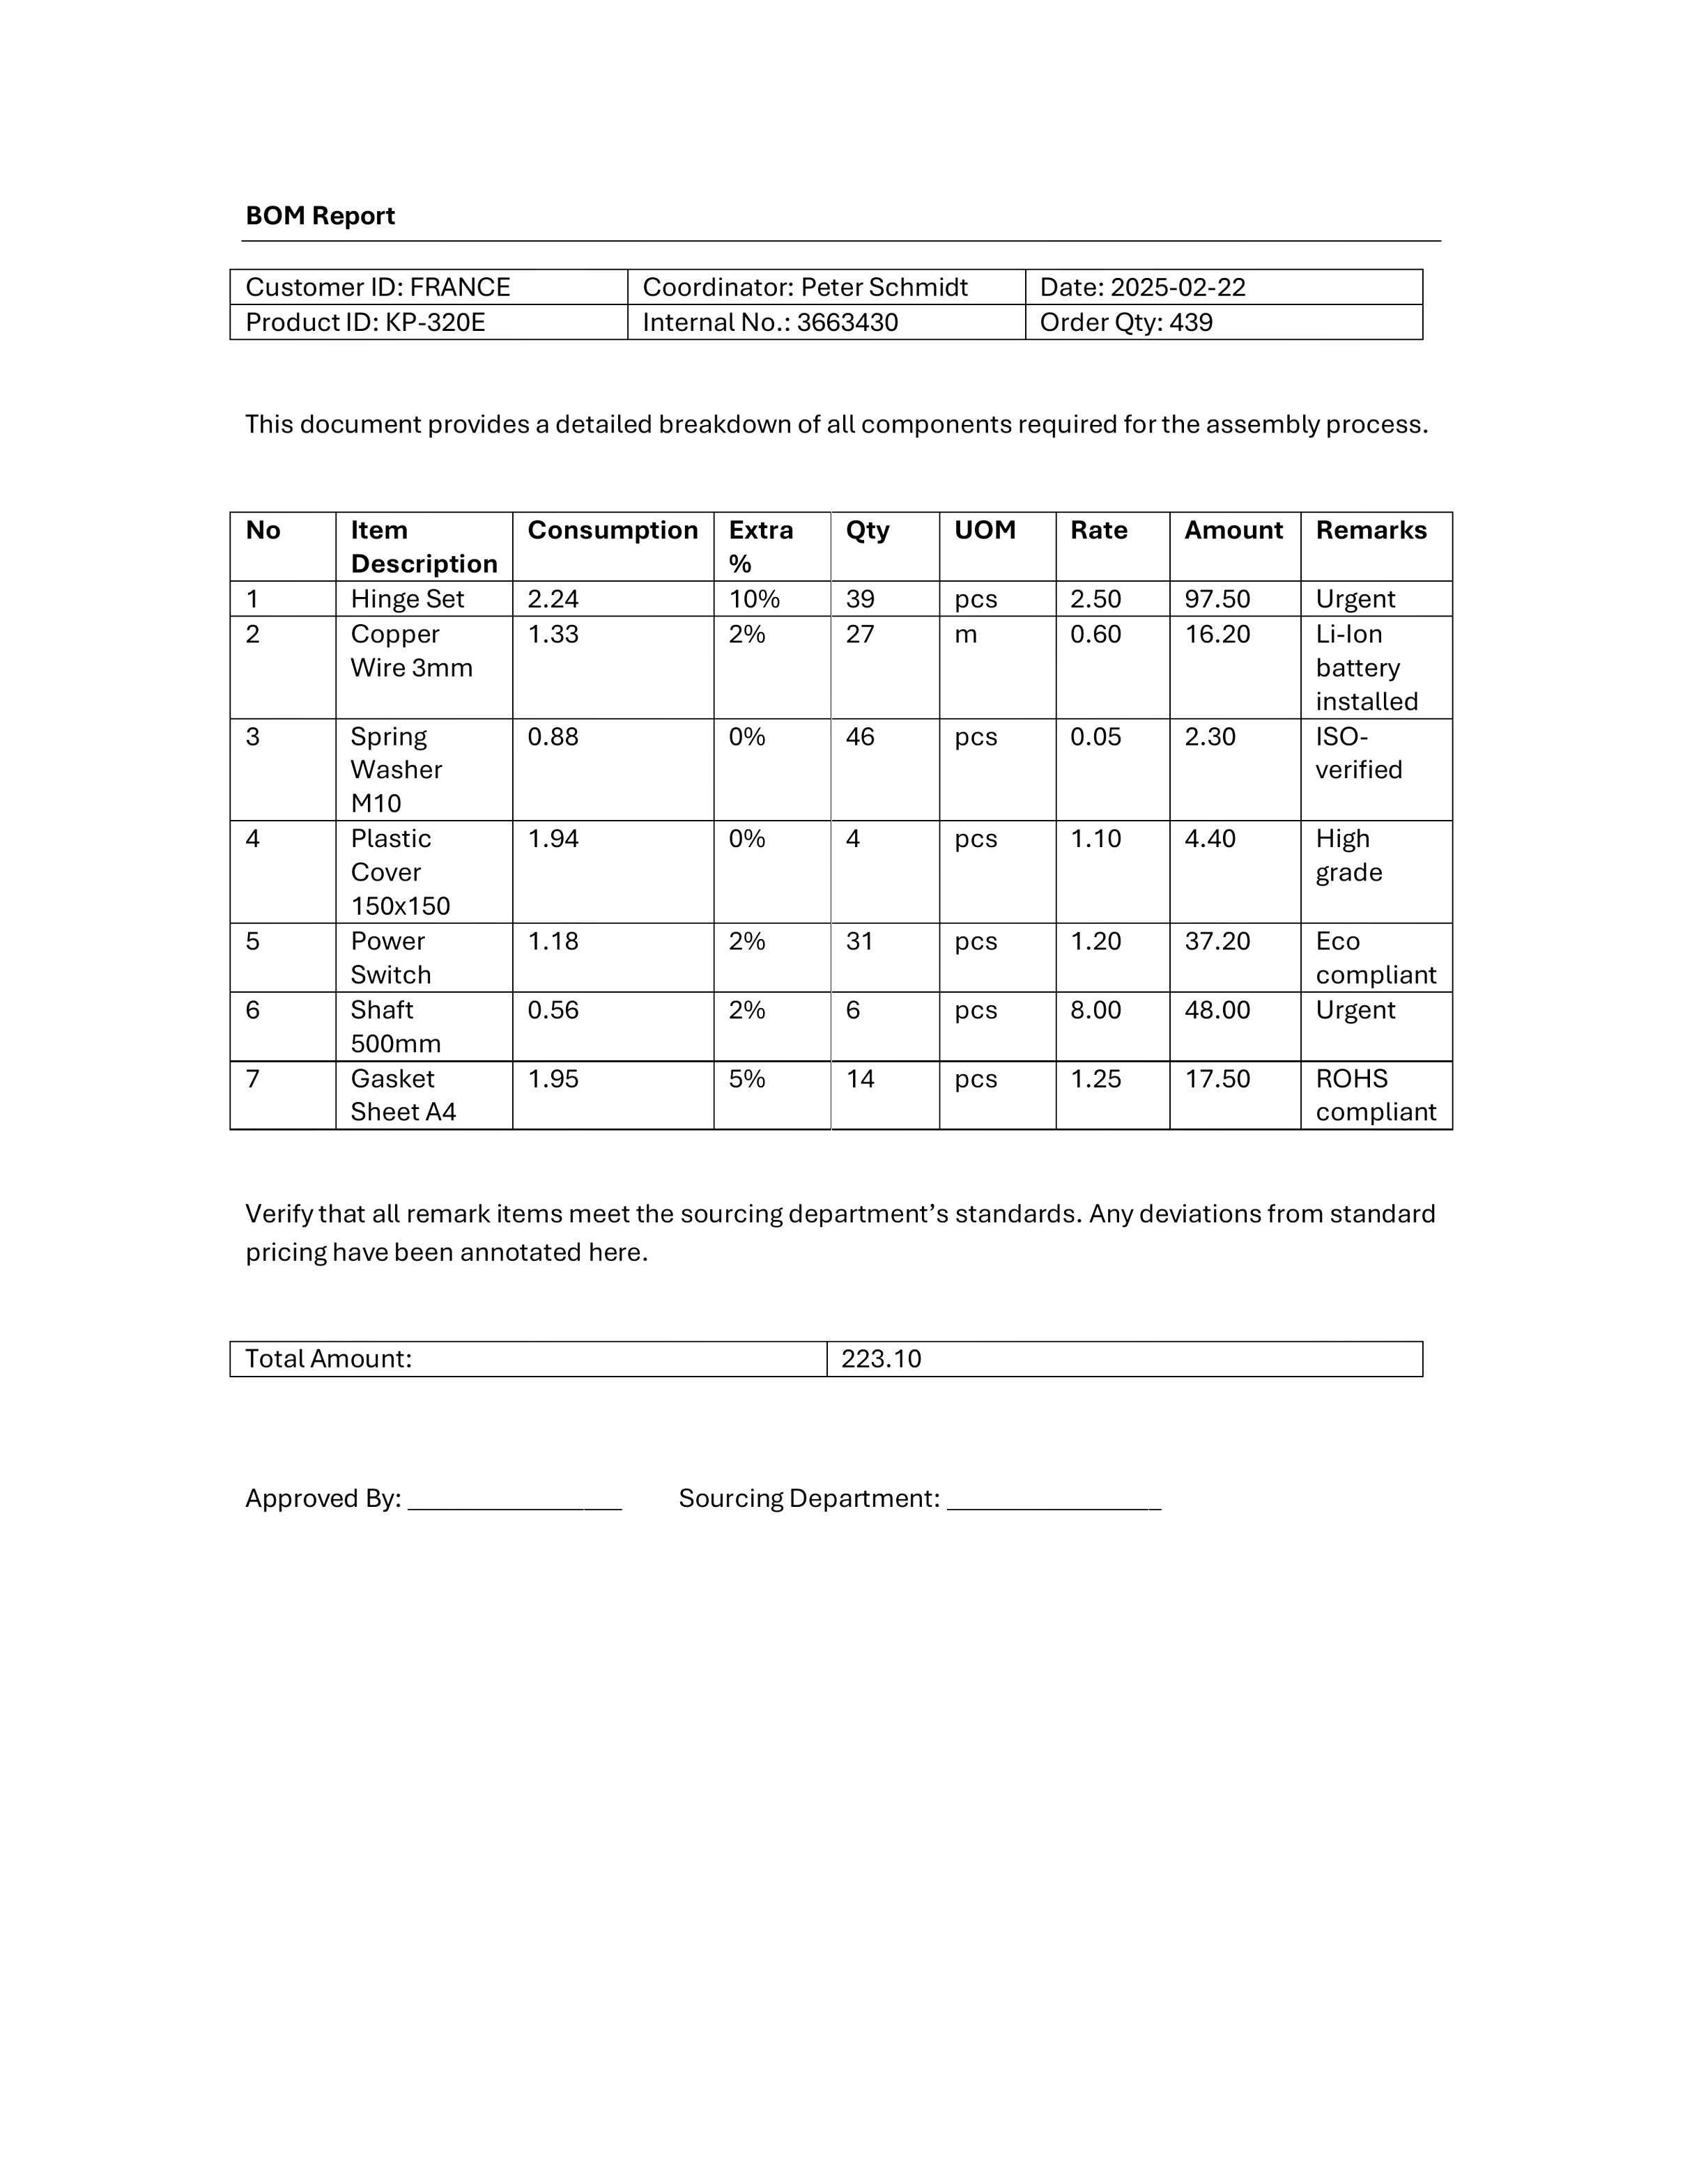 BOM Report
Customer ID: FRANCE Coordinator: Peter Schmidt Date: 2025-02-22
Product ID: KP-320E Internal No.: 3663430 Order Qty: 439
This document provides a detailed breakdown of all components required for the assembly process.
No Item Description Consumption Extra % Qty UOM Rate Amount Remarks
1 Hinge Set 2.24 10% 39 pcs 2.50 97.50 Urgent
2 Copper Wire 3mm 1.33 2% 27 m 0.60 16.20 Li-Ion battery installed
3 Spring Washer M10 0.88 0% 46 pcs 0.05 2.30 ISO-verified
4 Plastic Cover 150x150 1.94 0% 4 pcs 1.10 4.40 High grade
5 Power Switch 1.18 2% 31 pcs 1.20 37.20 Eco compliant
6 Shaft 500mm 0.56 2% 6 pcs 8.00 48.00 Urgent
7 Gasket Sheet A4 1.95 5% 14 pcs 1.25 17.50 ROHS compliant
Verify that all remark items meet the sourcing department’s standards. Any deviations from standard
pricing have been annotated here.
Total Amount: 223.10
Approved By: ________________ Sourcing Department: ________________